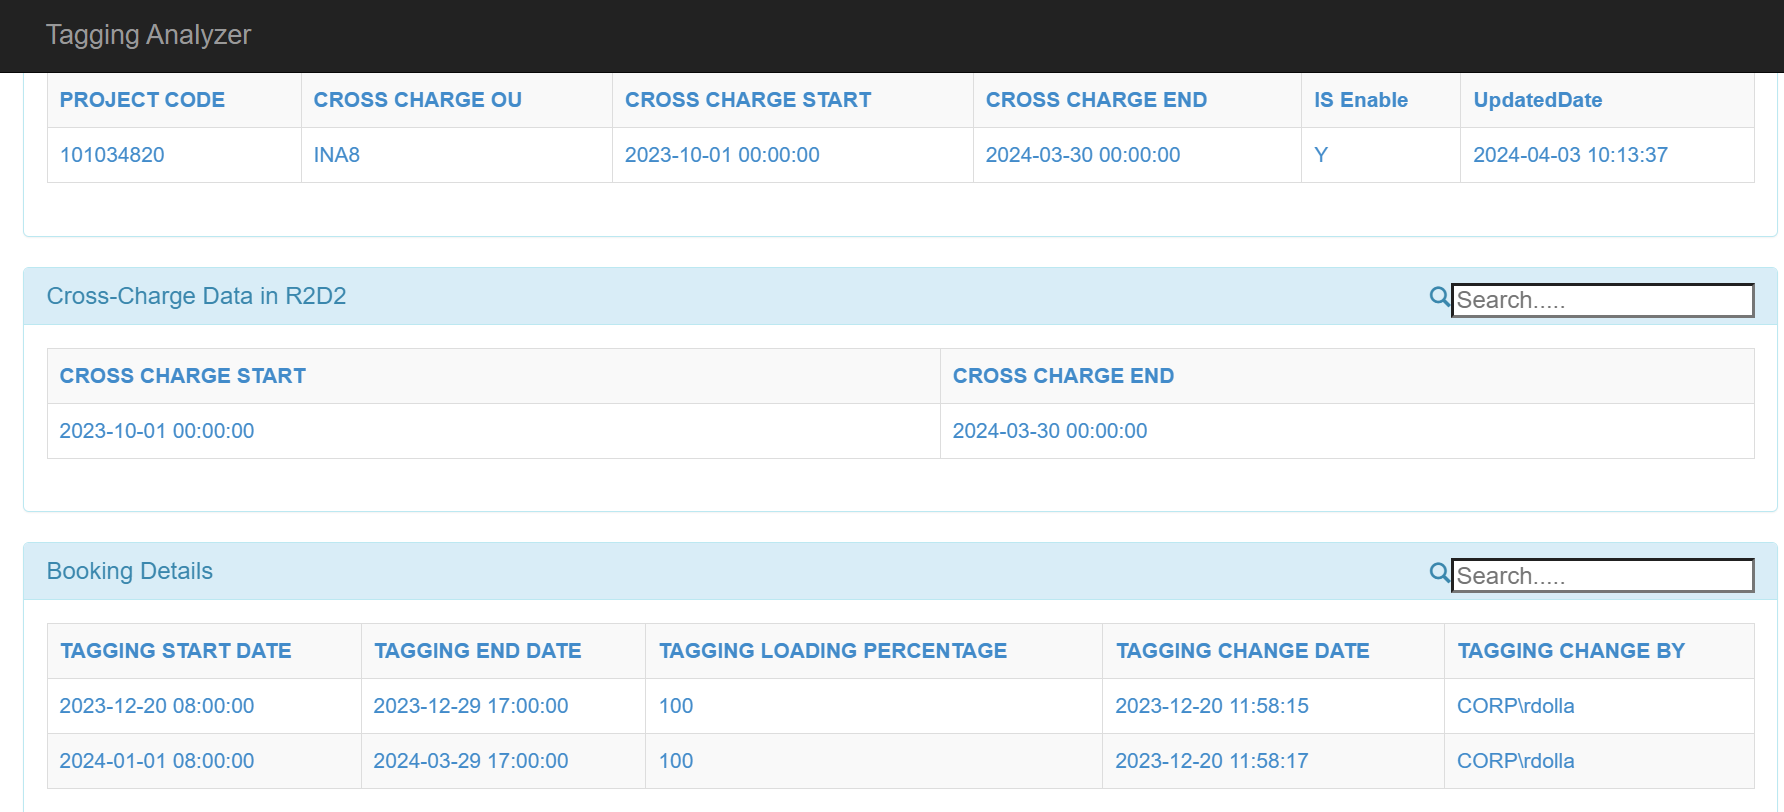 Tagging Analyzer
PROJECT CODE CROSS CHARGE OU CROSS CHARGE START CROSS CHARGE END IS Enable UpdatedDate
101034820 INA8 2023-10-01 00:00:00 2024-03-30 00:00:00 Y 2024-04-03 10:13:37
Cross-Charge Data in R2D2 Search.....
CROSS CHARGE START CROSS CHARGE END
2023-10-01 00:00:00 2024-03-30 00:00:00
Booking Details Search.....
TAGGING START DATE TAGGING END DATE TAGGING LOADING PERCENTAGE TAGGING CHANGE DATE TAGGING CHANGE BY
2023-12-20 08:00:00 2023-12-29 17:00:00 100 2023-12-20 11:58:15 CORP\rdolla
2024-01-01 08:00:00 2024-03-29 17:00:00 100 2023-12-20 11:58:17 CORP\rdolla